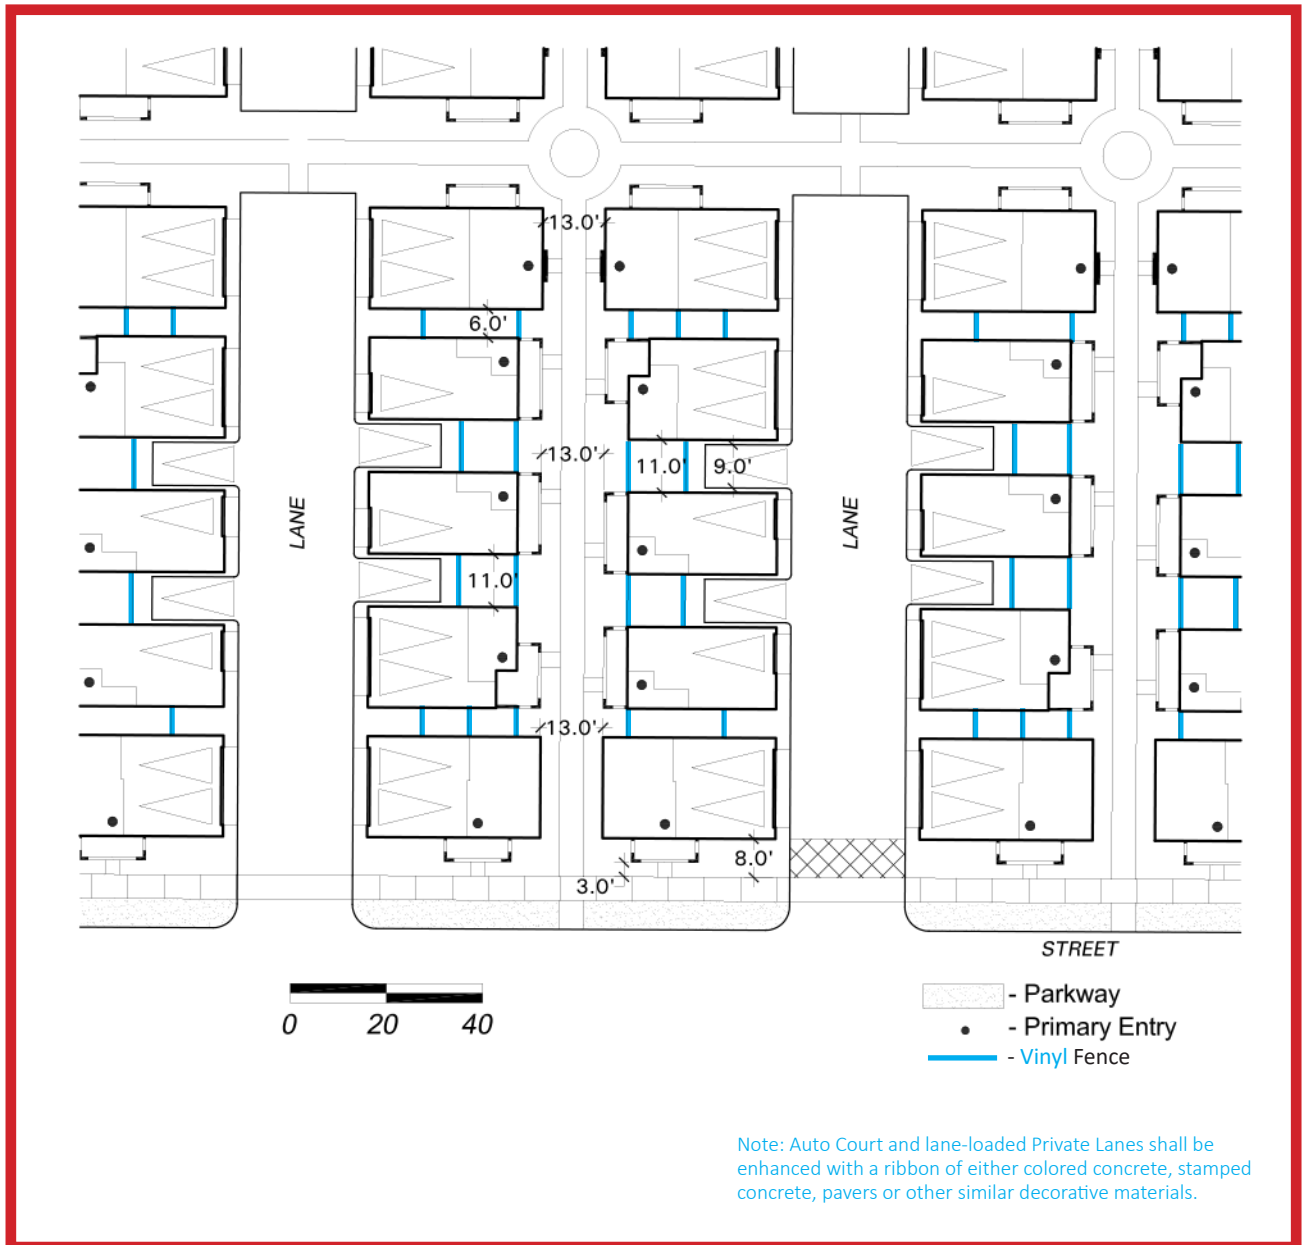 13.0'
6.0'
13.0'
11.0'
9.0'
LANE
LANE
11.0'
13.0'
8.0'
3.0'
STREET
0 20 40
- Parkway
- Primary Entry
- Vinyl Fence
Note: Auto Court and lane-loaded Private Lanes shall be
enhanced with a ribbon of either colored concrete, stamped
concrete, pavers or other similar decorative materials.